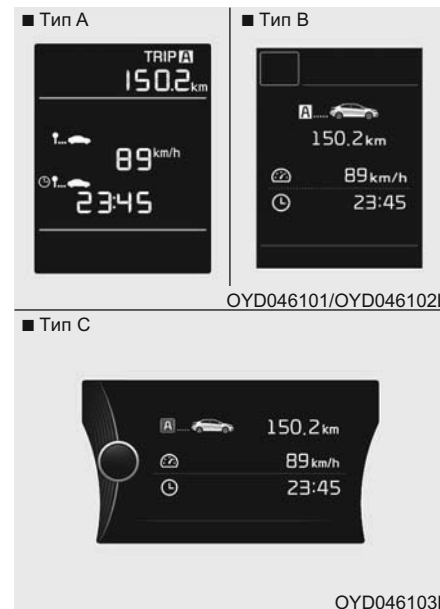 ■ Тип A
TRIP A
150.2km
89km/h
23:45
■ Тип B
A.....
150.2km
89km/h
23:45
OYD046101/OYD046102
■ Тип C
A.....
150.2km
89km/h
23:45
OYD046103